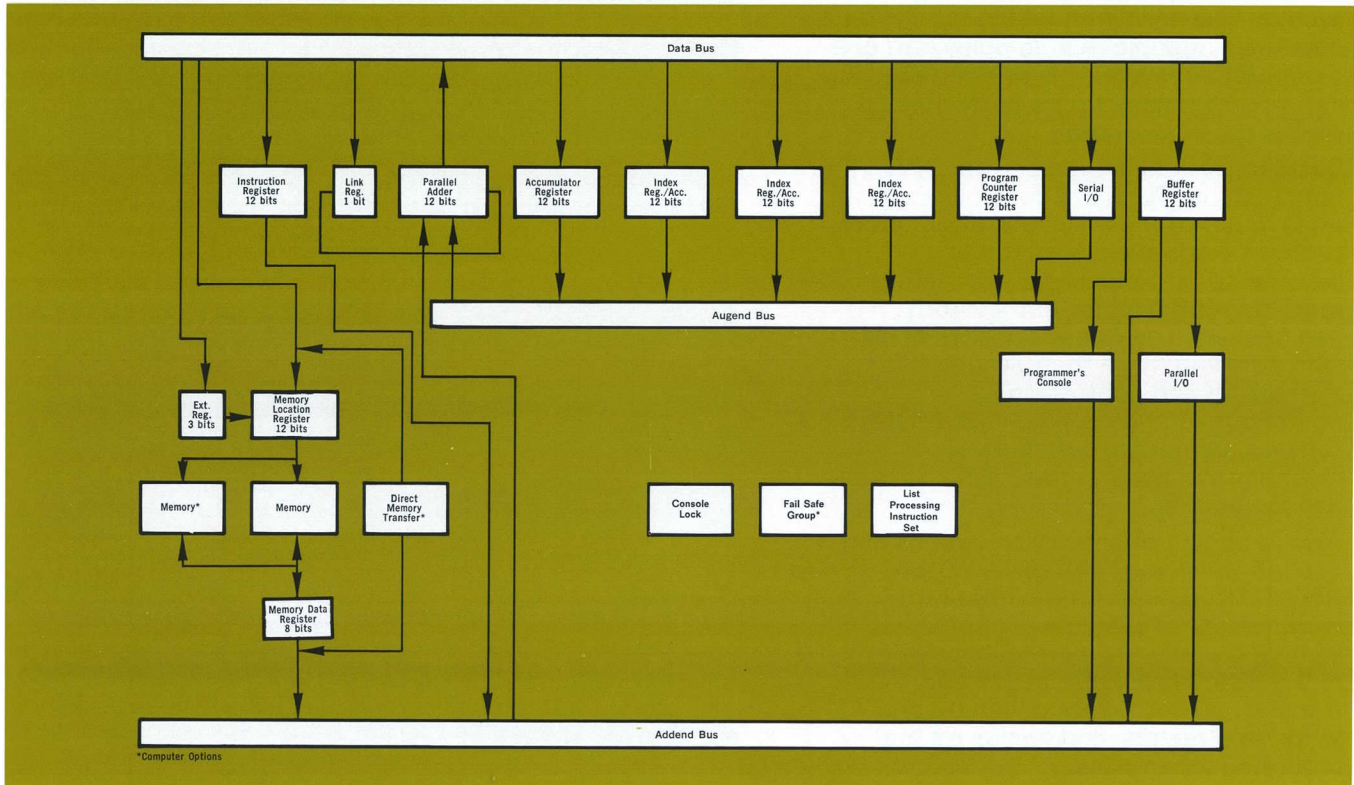 Data Bus
Instruction
Register
12 bits
Link
Reg.
1 bit
Parallel
Adder
12 bits
Accumulator
Register
12 bits
Index
Reg./Acc.
12 bits
Index
Reg./Acc.
12 bits
Index
Reg./Acc.
12 bits
Program
Counter
Register
12 bits
Serial
I/O
Buffer
Register
12 bits
Augend Bus
Programmer's
Console
Parallel
I/O
Ext.
Reg.
3 bits
Memory
Location
Register
12 bits
Memory*
Memory
Direct
Memory
Transfer*
Console
Lock
Fail Safe
Group*
List
Processing
Instruction
Set
Memory Data
Register
8 bits
Addend Bus
*Computer Options